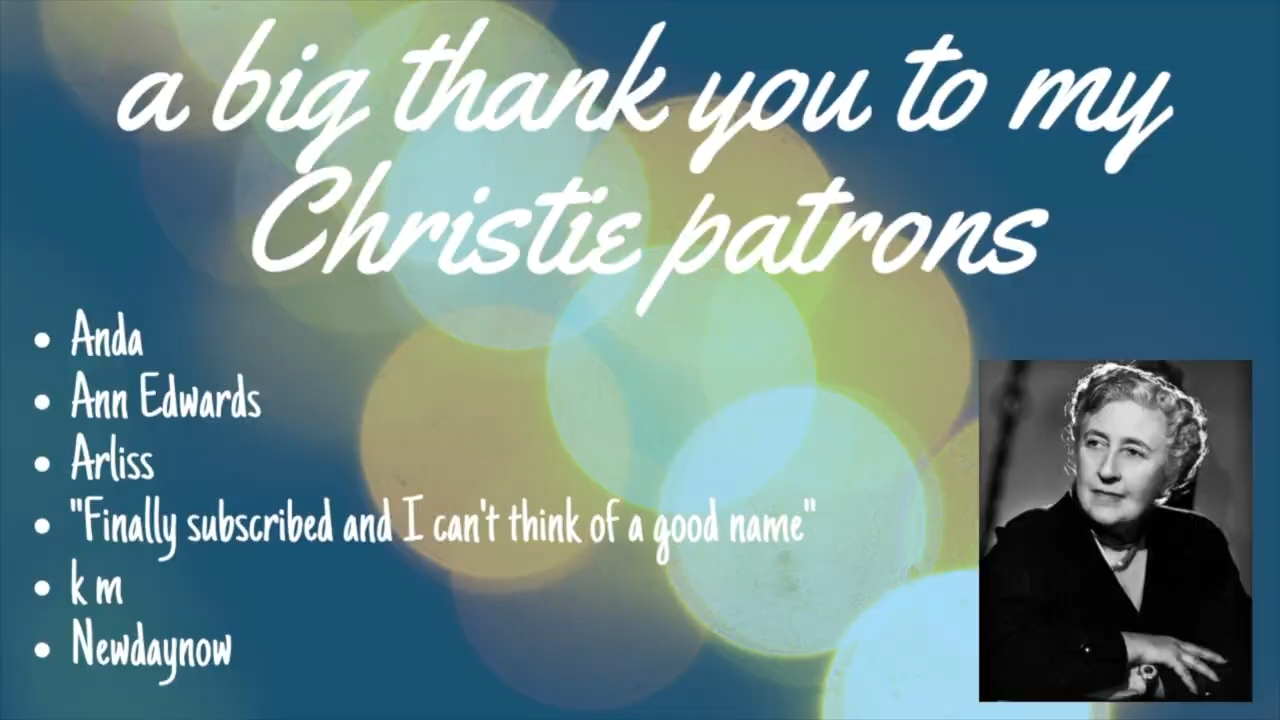 a big thank you to my
Christie patrons
• Anda
• Ann Edwards
• Arliss
• "Finally subscribed and I can't think of a good name"
• k m
• Newdaynow